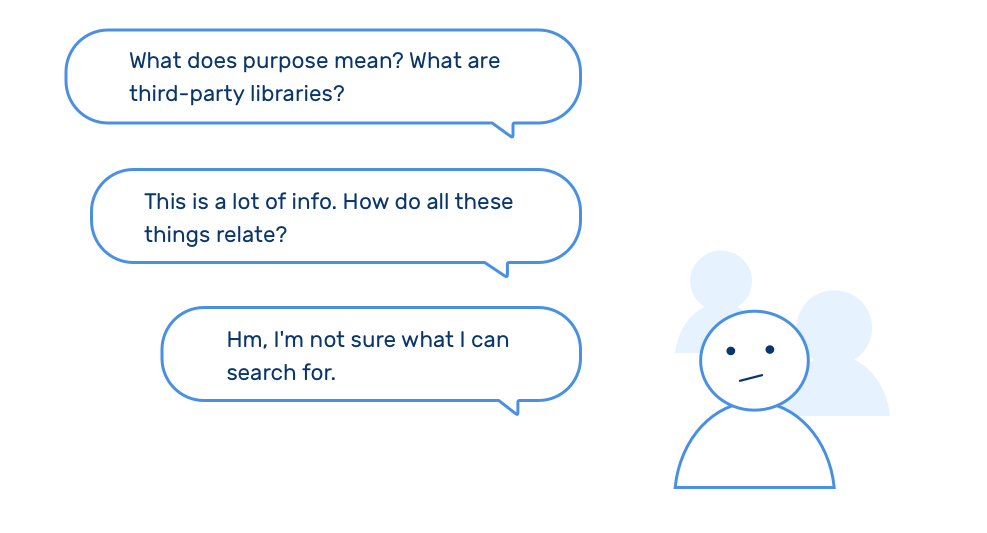 What does purpose mean? What are
third-party libraries?
This is a lot of info. How do all these
things relate?
Hm, I'm not sure what I can
search for.